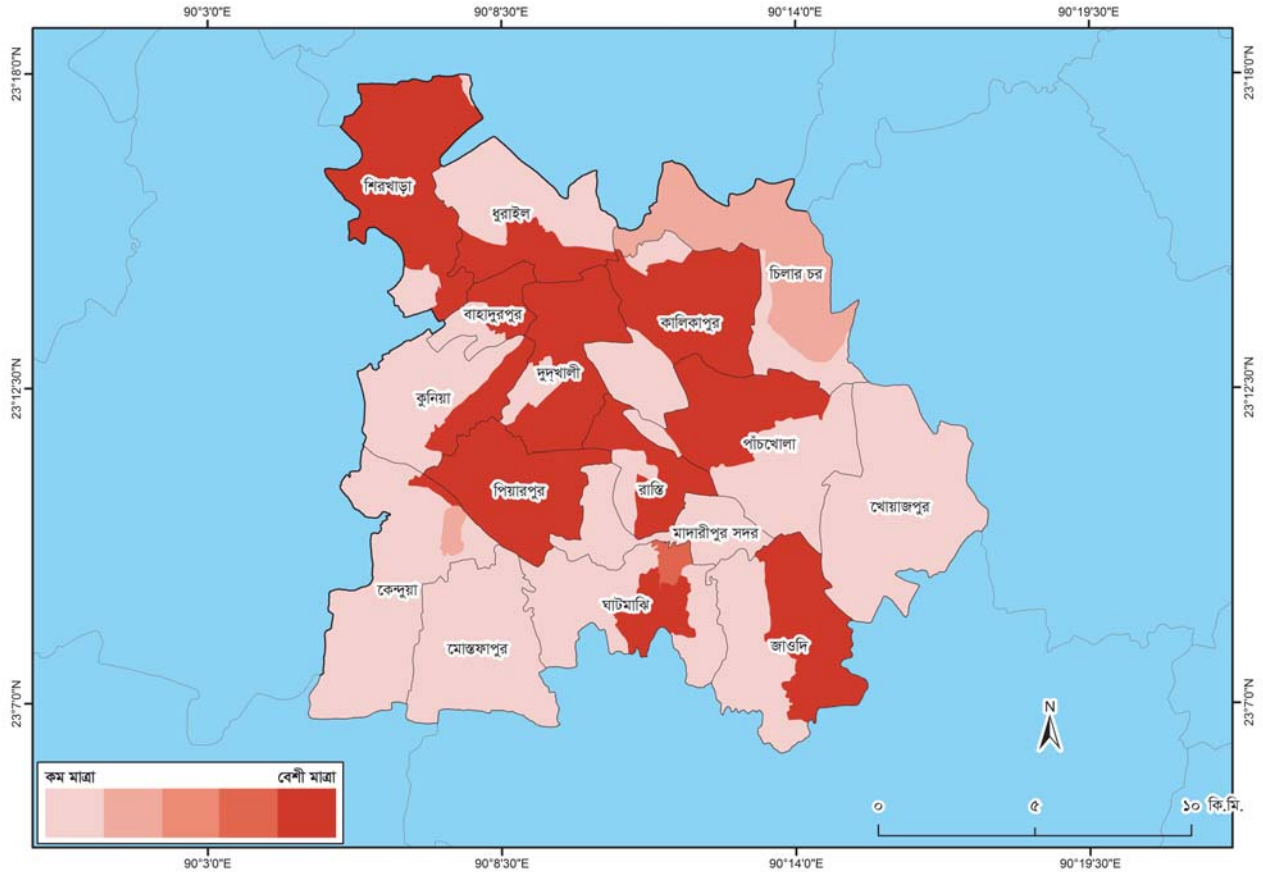 90°3'0"E 90°8'30"E 90°14'0"E 90°19'30"E
23°18'0"N 23°18'0"N
শিরখাড়া
ধুরাইল
চিলার চর
বাহাদুরপুর
কালিকাপুর
দুদ্খালী
23°12'30"N 23°12'30"N
কুনিয়া
পাঁচখোলা
পিয়ারপুর
রাস্তি
খোয়াজপুর
মাদারীপুর সদর
কেন্দুয়া
ঘাটমাঝি
মোস্তফাপুর
জাওদি
23°7'0"N 23°7'0"N
N
কম মাত্রা বেশী মাত্রা
০ ৫ ১০ কি.মি.
90°3'0"E 90°8'30"E 90°14'0"E 90°19'30"E